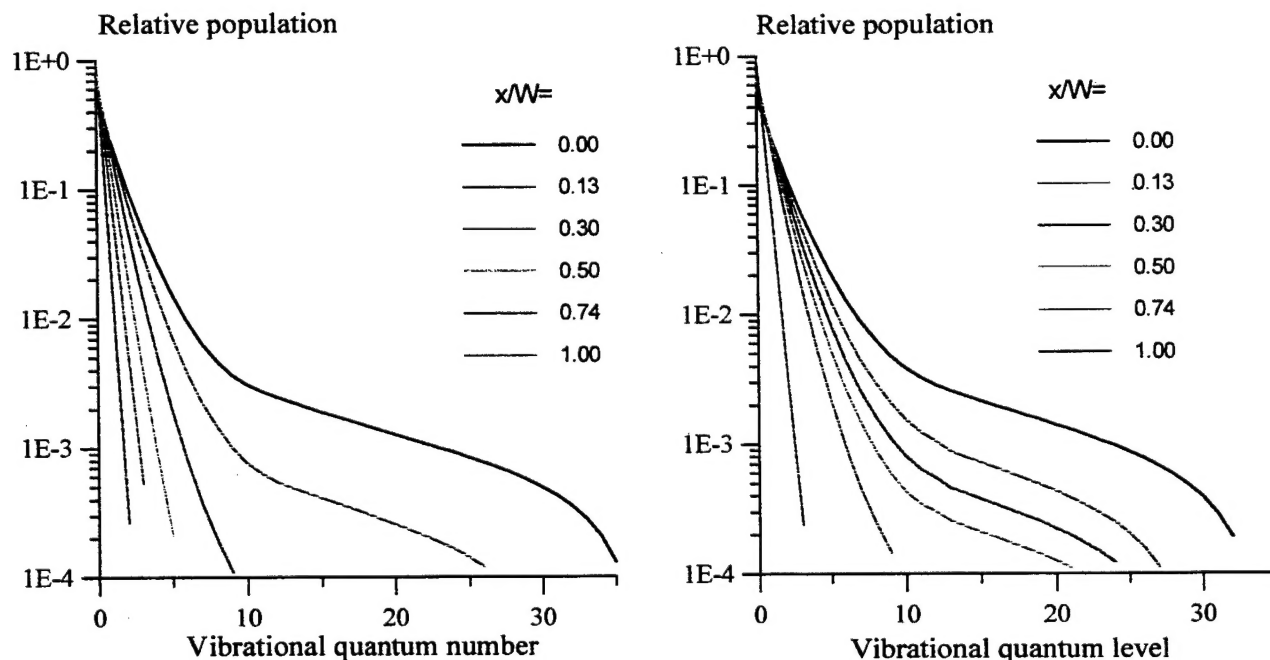 Relative population
1E+0
1E-1
1E-2
1E-3
1E-4
x/W=
0.00
0.13
0.30
0.50
0.74
1.00
0
10
20
30
Vibrational quantum number
Relative population
1E+0
1E-1
1E-2
1E-3
1E-4
x/W=
0.00
0.13
0.30
0.50
0.74
1.00
0
10
20
30
Vibrational quantum level